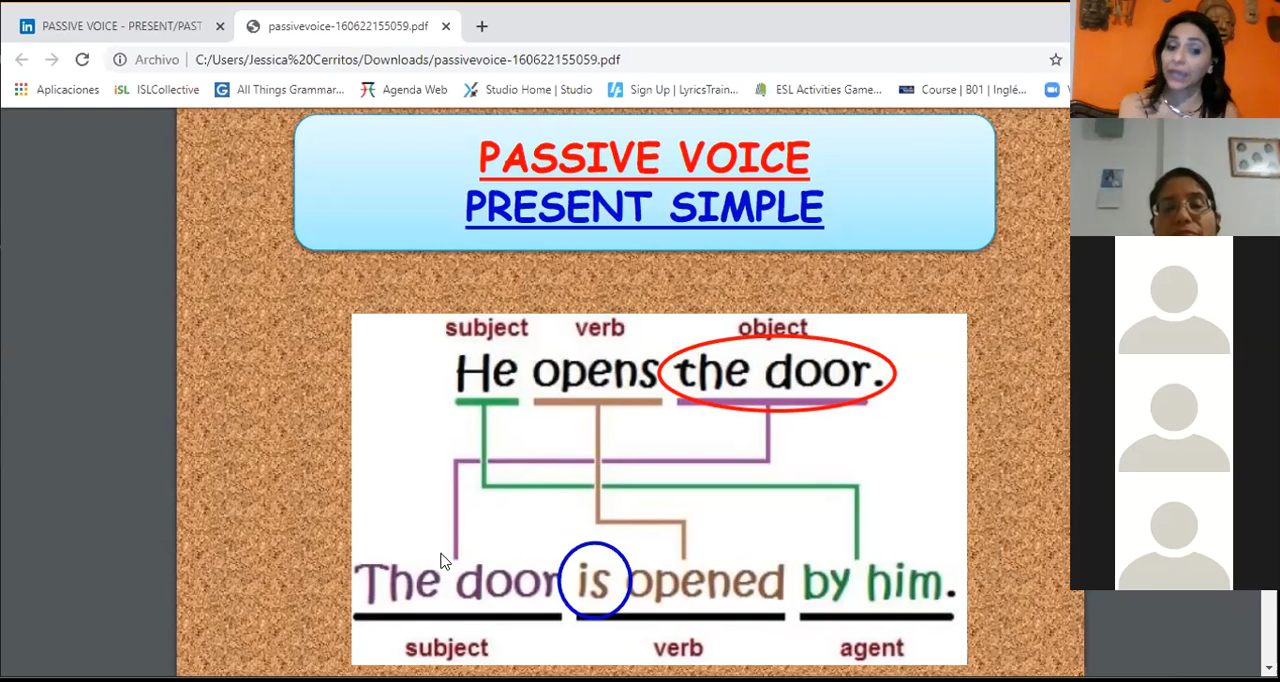 PASSIVE VOICE - PRESENT/PAST
passivevoice-160622155059.pdf
Archivo
C:/Users/Jessica%20Cerritos/Downloads/passivevoice-160622155059.pdf
Aplicaciones
iSL ISLCollective
G All Things Grammar...
Agenda Web
Studio Home | Studio
Sign Up | LyricsTrain...
ESL Activities Game...
Course | B01 | Inglé...
PASSIVE VOICE
PRESENT SIMPLE
subject verb object
He opens the door.
The door is opened by him.
subject verb agent